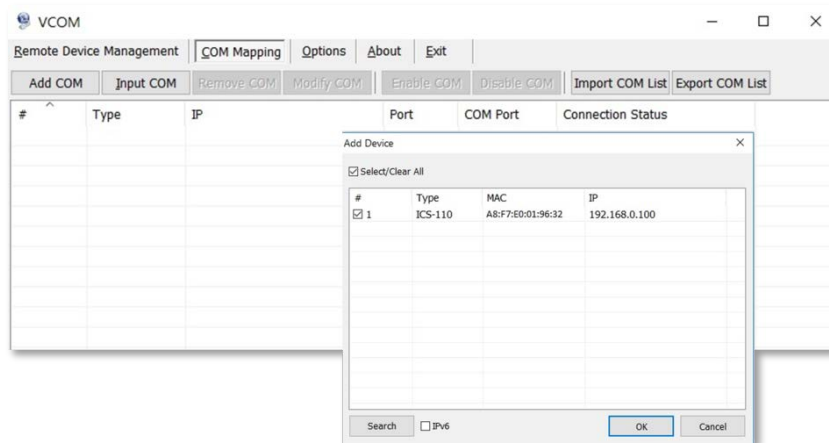 VCOM
Remote Device Management COM Mapping Options About Exit
Add COM Input COM Remove COM Modify COM Enable COM Disable COM Import COM List Export COM List
# Type IP Port COM Port Connection Status
Add Device
Select/Clear All
# Type MAC IP
1 ICS-110 A8:F7:E0:01:96:32 192.168.0.100
Search IPv6 OK Cancel